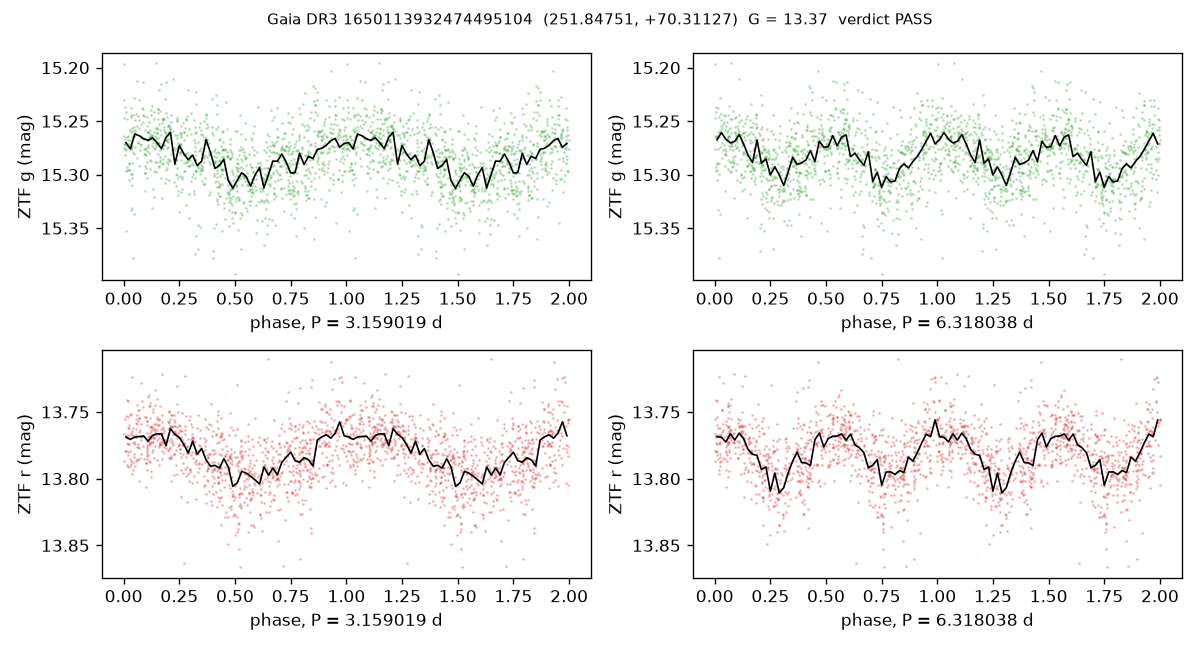 Gaia DR3 1650113932474495104 (251.84751, +70.31127) G = 13.37 verdict PASS
ZTF g (mag)
15.20
15.25
15.30
15.35
0.00 0.25 0.50 0.75 1.00 1.25 1.50 1.75 2.00
phase, P = 3.159019 d
ZTF g (mag)
15.20
15.25
15.30
15.35
0.00 0.25 0.50 0.75 1.00 1.25 1.50 1.75 2.00
phase, P = 6.318038 d
ZTF r (mag)
13.75
13.80
13.85
0.00 0.25 0.50 0.75 1.00 1.25 1.50 1.75 2.00
phase, P = 3.159019 d
ZTF r (mag)
13.75
13.80
13.85
0.00 0.25 0.50 0.75 1.00 1.25 1.50 1.75 2.00
phase, P = 6.318038 d